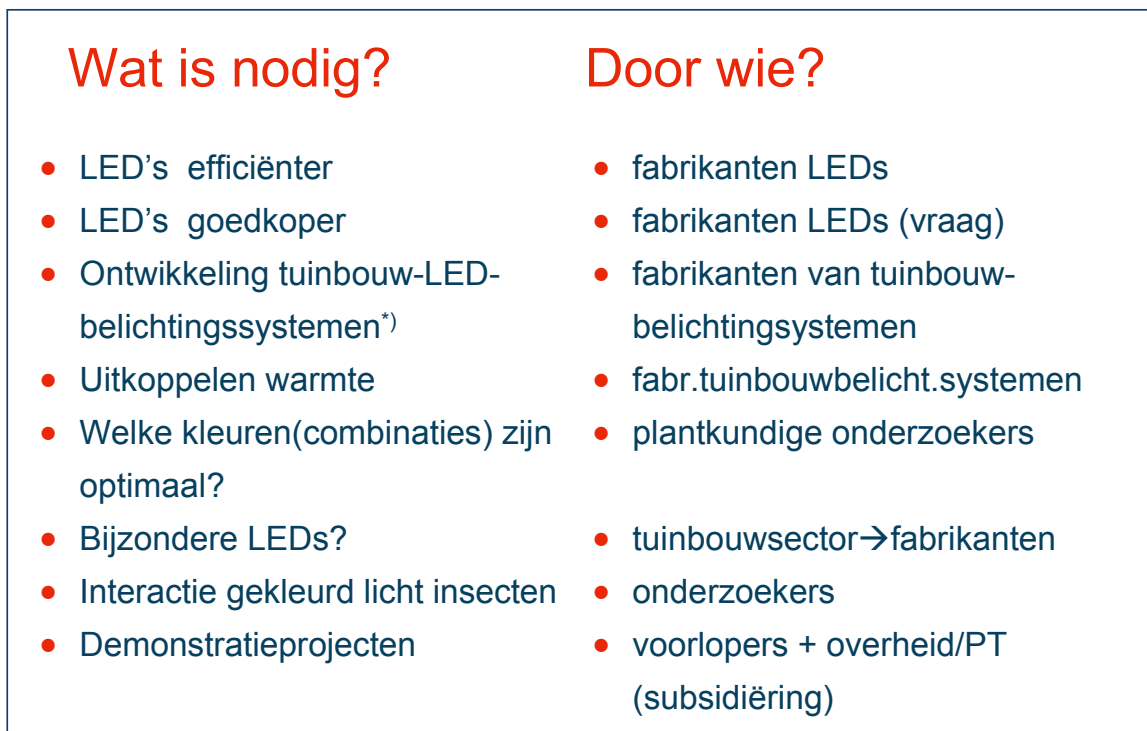 Wat is nodig?
• LED’s  efficiënter
• LED’s  goedkoper
• Ontwikkeling tuinbouw-LED-
belichtingssystemen*)
• Uitkoppelen warmte
• Welke kleuren(combinaties) zijn
optimaal?
• Bijzondere LEDs?
• Interactie gekleurd licht insecten
• Demonstratieprojecten
Door wie?
• fabrikanten LEDs
• fabrikanten LEDs (vraag)
• fabrikanten van tuinbouw-
belichtingsystemen
• fabr.tuinbouwbelicht.systemen
• plantkundige onderzoekers
• tuinbouwsector→fabrikanten
• onderzoekers
• voorlopers + overheid/PT
(subsidiëring)